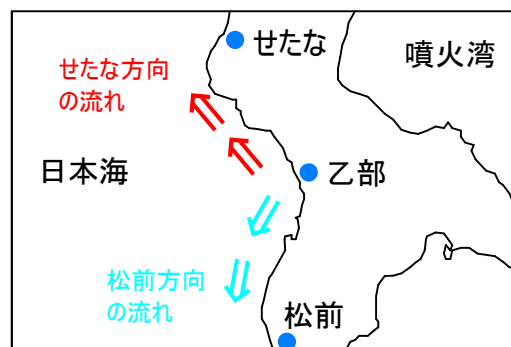 せたな
噴火湾
せたな方向
の流れ
日本海
乙部
松前方向
の流れ
松前